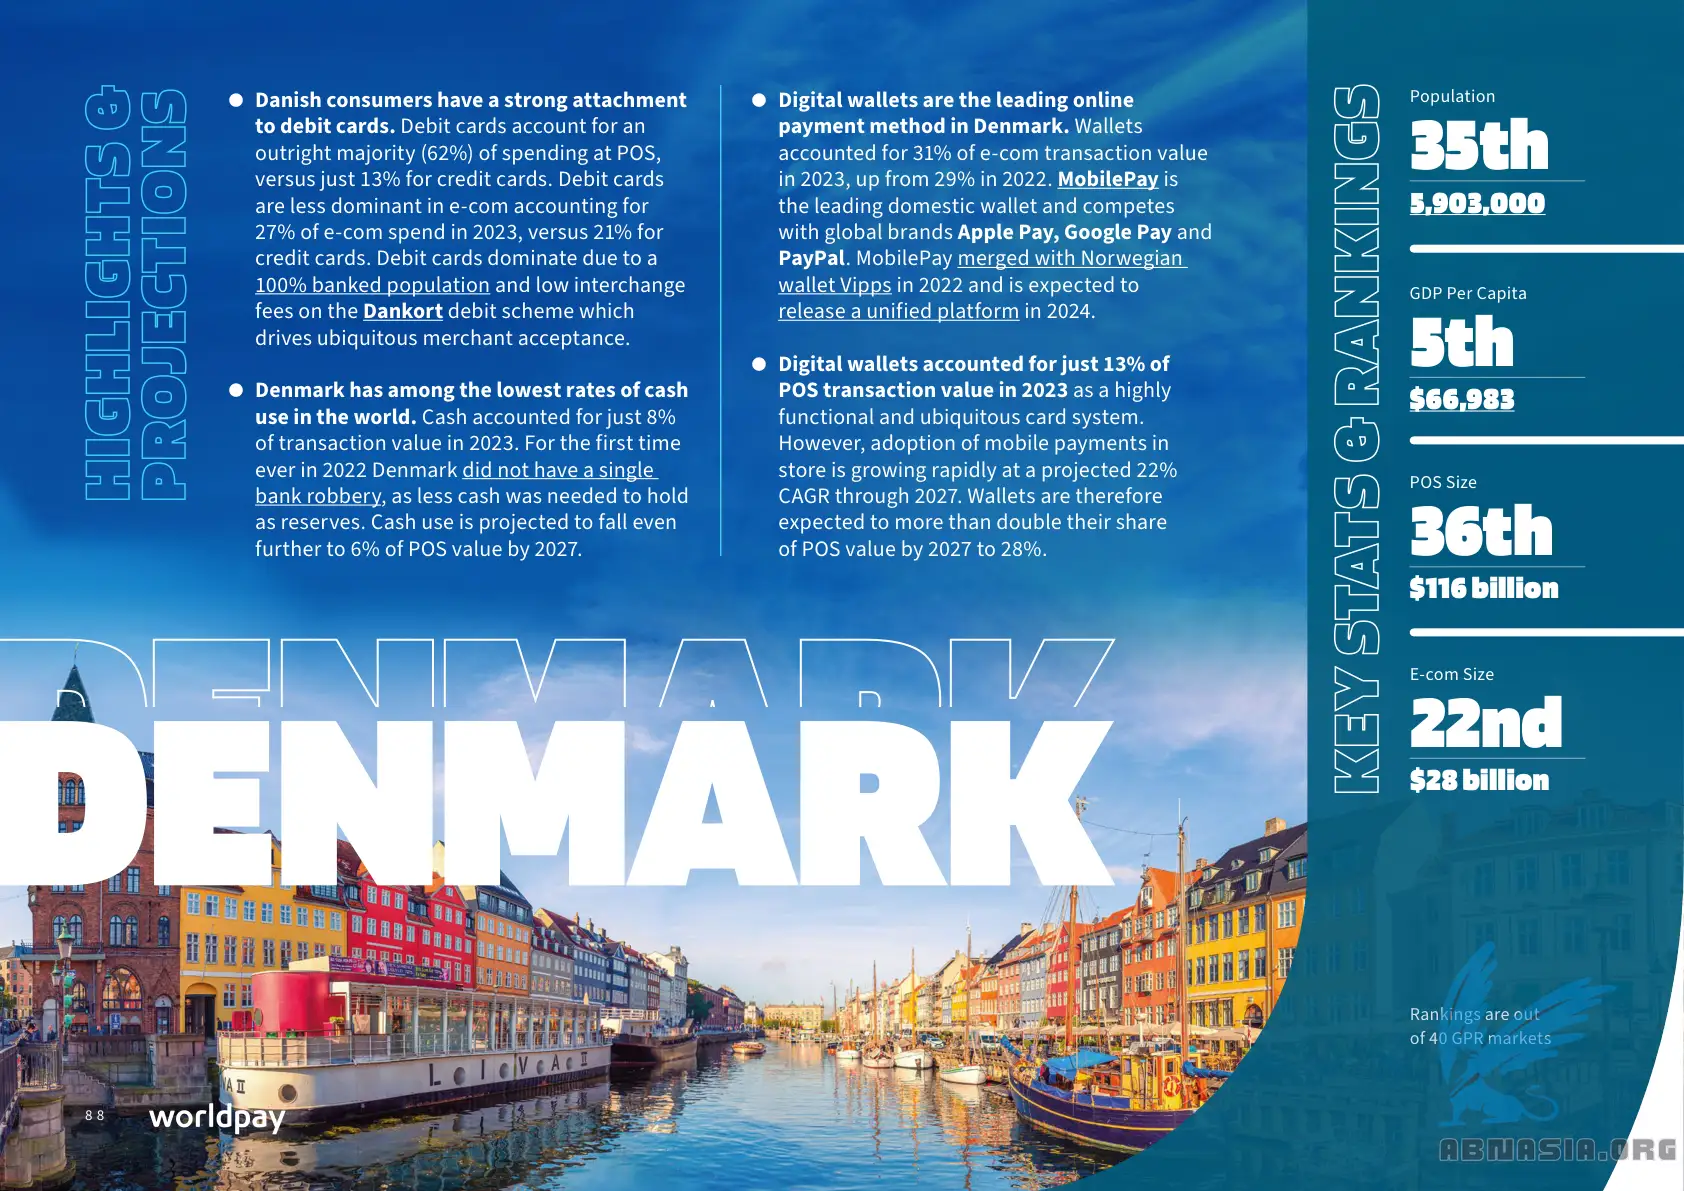 HIGHLIGHTS &
PROJECTIONS
Danish consumers have a strong attachment
to debit cards. Debit cards account for an
outright majority (62%) of spending at POS,
versus just 13% for credit cards. Debit cards
are less dominant in e-com accounting for
27% of e-com spend in 2023, versus 21% for
credit cards. Debit cards dominate due to a
100% banked population and low interchange
fees on the Dankort debit scheme which
drives ubiquitous merchant acceptance.
Denmark has among the lowest rates of cash
use in the world. Cash accounted for just 8%
of transaction value in 2023. For the first time
ever in 2022 Denmark did not have a single
bank robbery, as less cash was needed to hold
as reserves. Cash use is projected to fall even
further to 6% of POS value by 2027.
Digital wallets are the leading online
payment method in Denmark. Wallets
accounted for 31% of e-com transaction value
in 2023, up from 29% in 2022. MobilePay is
the leading domestic wallet and competes
with global brands Apple Pay, Google Pay and
PayPal. MobilePay merged with Norwegian
wallet Vipps in 2022 and is expected to
release a unified platform in 2024.
Digital wallets accounted for just 13% of
POS transaction value in 2023 as a highly
functional and ubiquitous card system.
However, adoption of mobile payments in
store is growing rapidly at a projected 22%
CAGR through 2027. Wallets are therefore
expected to more than double their share
of POS value by 2027 to 28%.
KEY STATS & RANKINGS
Population
35th
5,903,000
GDP Per Capita
5th
$66,983
POS Size
36th
$116 billion
E-com Size
22nd
$28 billion
Rankings are out
of 40 GPR markets
DENMARK
DENMARK
LIVA II
VA II
88
worldpay
ABNASIA.ORG